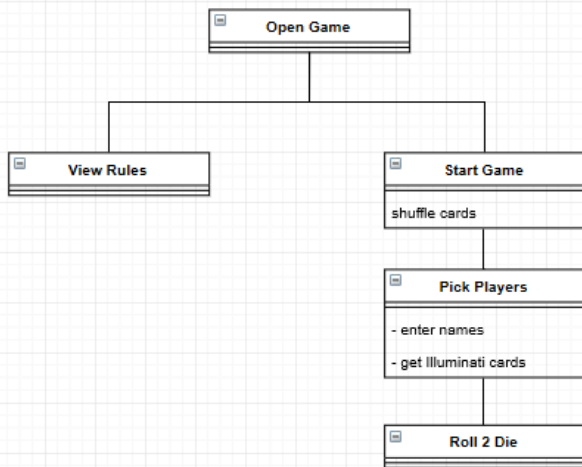 Open Game
View Rules
Start Game
shuffle cards
Pick Players
- enter names
- get Illuminati cards
Roll 2 Die